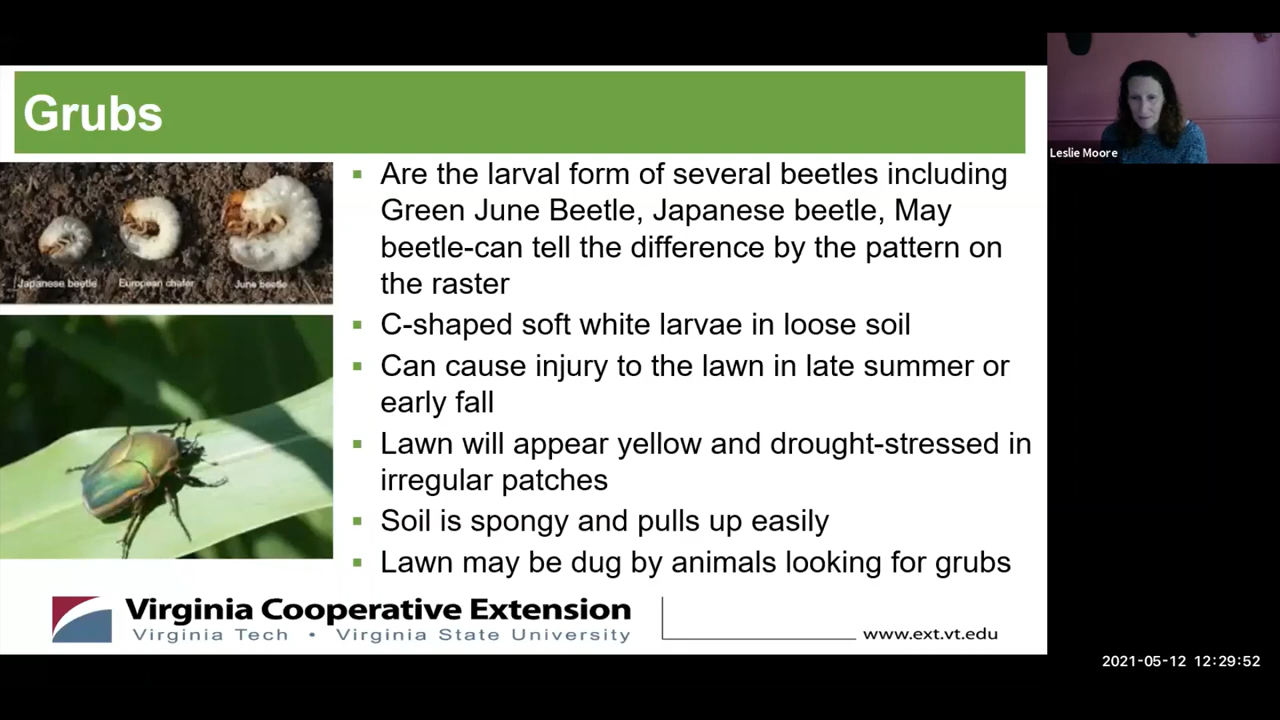 Grubs
Japanese beetle
European chafer
June beetle
Are the larval form of several beetles including
Green June Beetle, Japanese beetle, May
beetle-can tell the difference by the pattern on
the raster
C-shaped soft white larvae in loose soil
Can cause injury to the lawn in late summer or
early fall
Lawn will appear yellow and drought-stressed in
irregular patches
Soil is spongy and pulls up easily
Lawn may be dug by animals looking for grubs
Virginia Cooperative Extension
Virginia Tech • Virginia State University
www.ext.vt.edu
Leslie Moore
2021-05-12 12:29:52